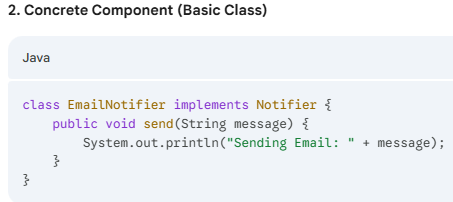 2. Concrete Component (Basic Class)
Java
class EmailNotifier implements Notifier {
    public void send(String message) {
        System.out.println("Sending Email: " + message);
    }
}